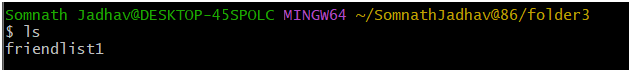 Somnath Jadhav@DESKTOP-45SPOLC MINGW64 ~/SomnathJadhav@86/folder3
$ ls
friendlist1